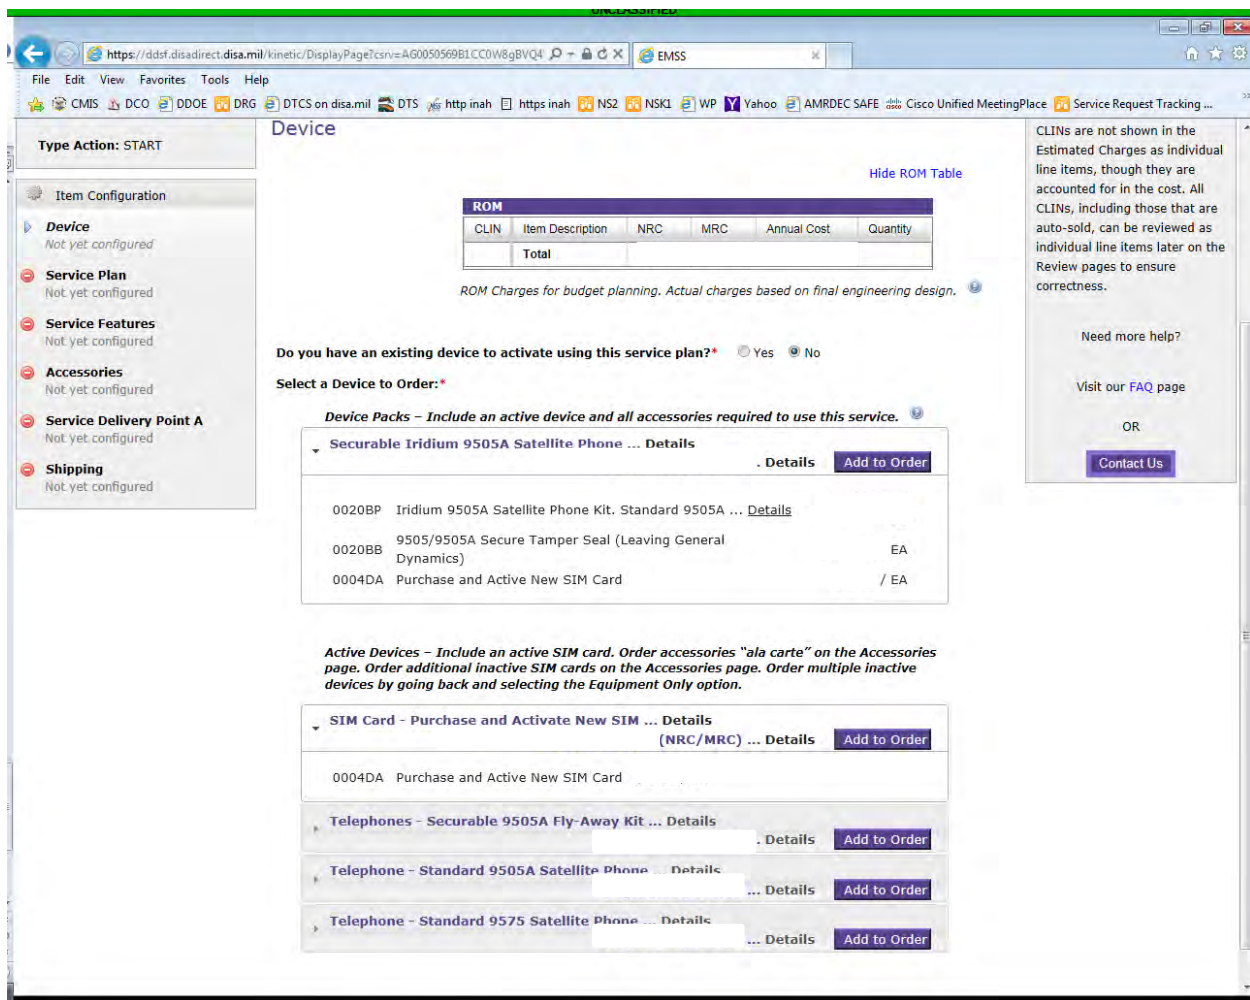 UNCLASSIFIED
https://ddsf.disadirect.disa.mil/kinetic/DisplayPage?csrv=AG0050569B1CC0W8gBVQ4
EMSS
File Edit View Favorites Tools Help
CMIS DCO DDOE DRG DTCS on disa.mil DTS http inah https inah NS2 NSK1 WP Yahoo AMRDEC SAFE Cisco Unified MeetingPlace Service Request Tracking ...
Type Action: START
Item Configuration
Device
Not yet configured
Service Plan
Not yet configured
Service Features
Not yet configured
Accessories
Not yet configured
Service Delivery Point A
Not yet configured
Shipping
Not yet configured
Device
Hide ROM Table
ROM
CLIN Item Description NRC MRC Annual Cost Quantity
Total
ROM Charges for budget planning. Actual charges based on final engineering design.
Do you have an existing device to activate using this service plan?* Yes No
Select a Device to Order:*
Device Packs – Include an active device and all accessories required to use this service.
Securable Iridium 9505A Satellite Phone ... Details
. Details Add to Order
0020BP Iridium 9505A Satellite Phone Kit. Standard 9505A ... Details
0020BB 9505/9505A Secure Tamper Seal (Leaving General
Dynamics) EA
0004DA Purchase and Active New SIM Card / EA
Active Devices – Include an active SIM card. Order accessories "ala carte" on the Accessories
page. Order additional inactive SIM cards on the Accessories page. Order multiple inactive
devices by going back and selecting the Equipment Only option.
SIM Card - Purchase and Activate New SIM ... Details
(NRC/MRC) ... Details Add to Order
0004DA Purchase and Active New SIM Card
Telephones - Securable 9505A Fly-Away Kit ... Details
. Details Add to Order
Telephone - Standard 9505A Satellite Phone ... Details
... Details Add to Order
Telephone - Standard 9575 Satellite Phone ... Details
... Details Add to Order
CLINs are not shown in the
Estimated Charges as individual
line items, though they are
accounted for in the cost. All
CLINs, including those that are
auto-sold, can be reviewed as
individual line items later on the
Review pages to ensure
correctness.
Need more help?
Visit our FAQ page
OR
Contact Us